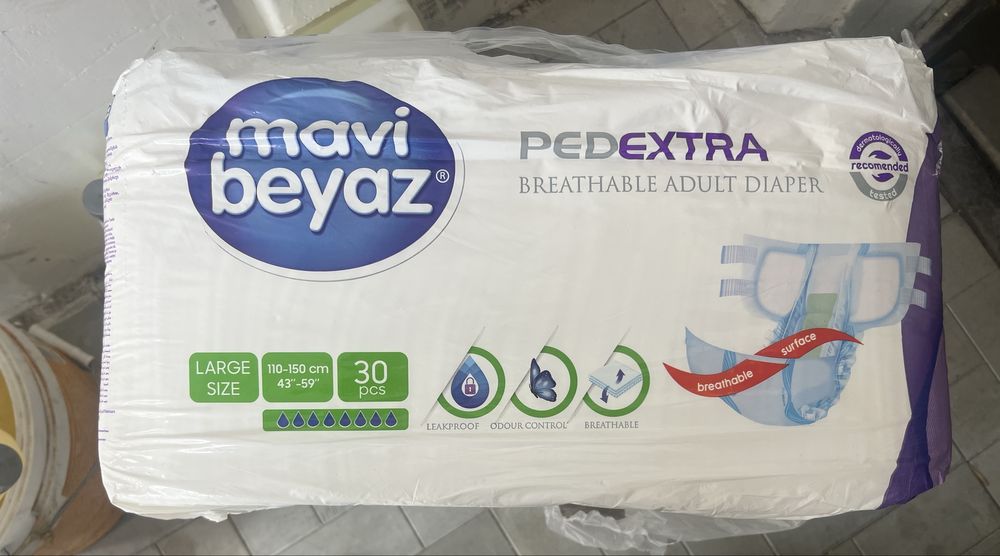 mavi
beyaz®
PEDEXTRA
BREATHABLE ADULT DIAPER
dermatologically
recomended
tested
LARGE
SIZE
110-150 cm
43"-59"
30
pcs
LEAKPROOF
ODOUR CONTROL
BREATHABLE
breathable
surface